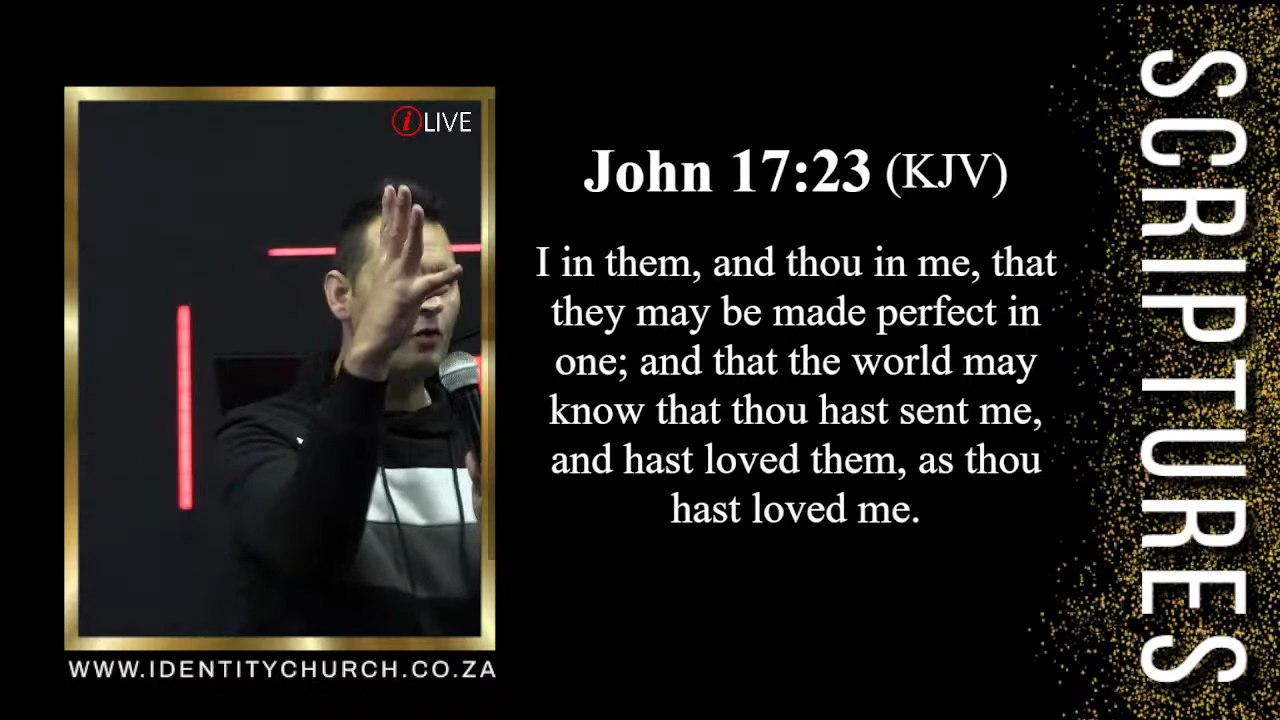 i LIVE
WWW.IDENTITYCHURCH.CO.ZA
John 17:23 (KJV)
I in them, and thou in me, that
they may be made perfect in
one; and that the world may
know that thou hast sent me,
and hast loved them, as thou
hast loved me.
SCRIPTURES